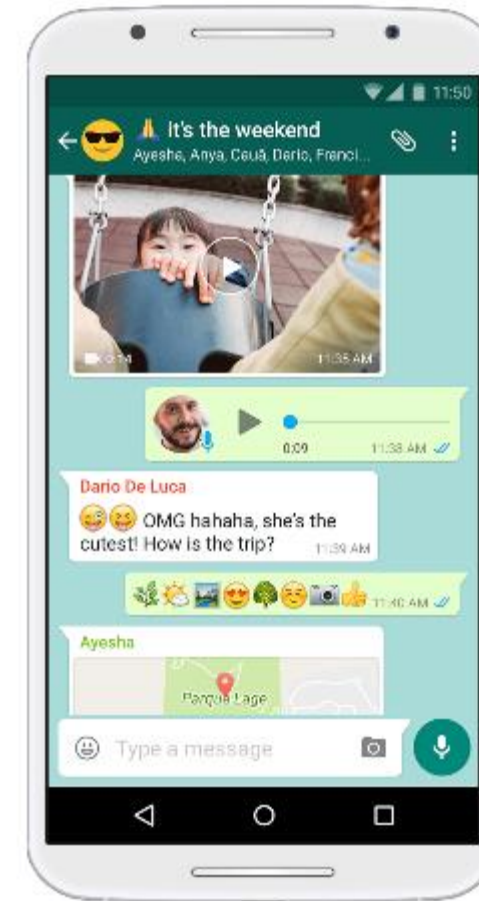 11:50
🙏 It's the weekend
Ayesha, Anya, Cauã, Dario, Franci...
0:14 11:35 AM
0:09 11:38 AM
Dario De Luca
😅😆 OMG hahaha, she's the
cutest! How is the trip? 11:39 AM
🌿🌤🖼😍🌳☺📷👍 11:40 AM
Ayesha
Parque Lage
Type a message